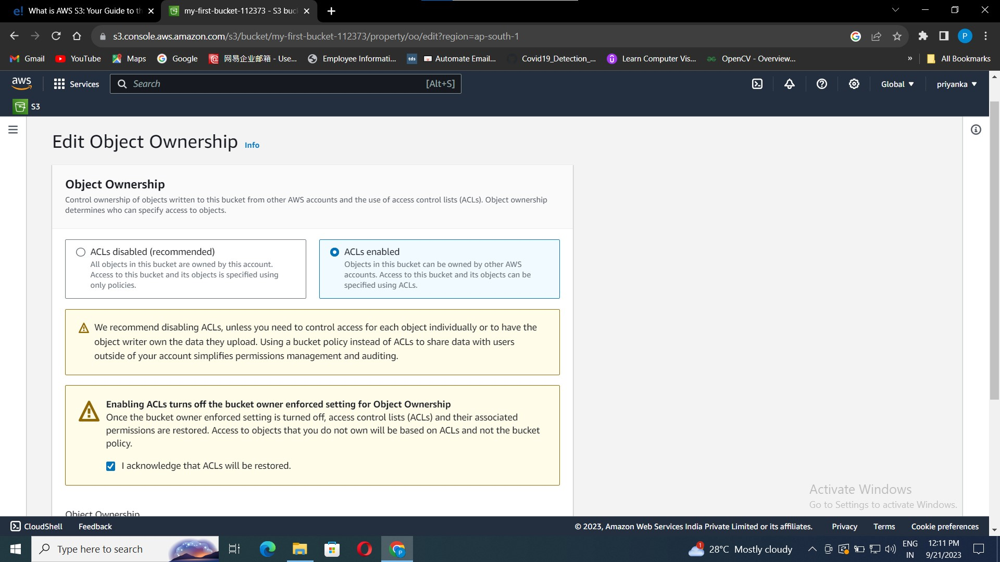 What is AWS S3: Your Guide to th
my-first-bucket-112373 - S3 buc
s3.console.aws.amazon.com/s3/bucket/my-first-bucket-112373/property/oo/edit?region=ap-south-1
P
Gmail YouTube Maps Google 网易企业邮箱 - Use... Employee Informati... tds Automate Email... Covid19_Detection_... Learn Computer Vis... OpenCV - Overview... » All Bookmarks
aws Services Search [Alt+S] Global priyanka
S3
Edit Object Ownership Info
Object Ownership
Control ownership of objects written to this bucket from other AWS accounts and the use of access control lists (ACLs). Object ownership
determines who can specify access to objects.
ACLs disabled (recommended)
All objects in this bucket are owned by this account.
Access to this bucket and its objects is specified using
only policies.
ACLs enabled
Objects in this bucket can be owned by other AWS
accounts. Access to this bucket and its objects can be
specified using ACLs.
We recommend disabling ACLs, unless you need to control access for each object individually or to have the
object writer own the data they upload. Using a bucket policy instead of ACLs to share data with users
outside of your account simplifies permissions management and auditing.
Enabling ACLs turns off the bucket owner enforced setting for Object Ownership
Once the bucket owner enforced setting is turned off, access control lists (ACLs) and their associated
permissions are restored. Access to objects that you do not own will be based on ACLs and not the bucket
policy.
I acknowledge that ACLs will be restored.
Object Ownership
Activate Windows
Go to Settings to activate Windows.
CloudShell Feedback © 2023, Amazon Web Services India Private Limited or its affiliates. Privacy Terms Cookie preferences
Type here to search
1
28°C Mostly cloudy
ENG
IN
12:11 PM
9/21/2023